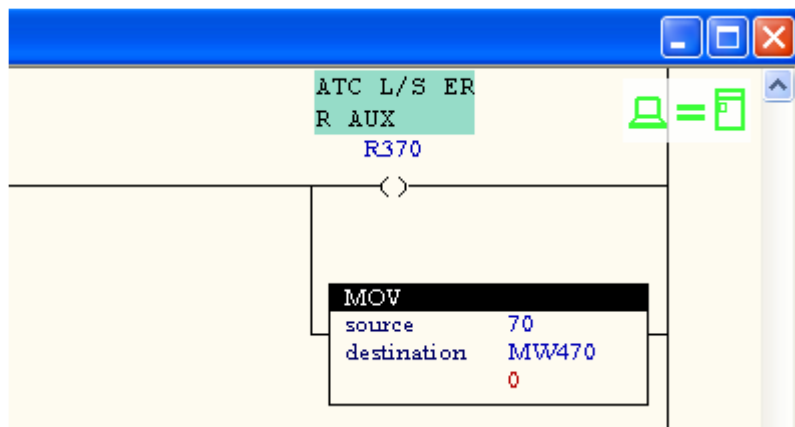 ATC L/S ER
R AUX
R370
MOV
source 70
destination MW470
0